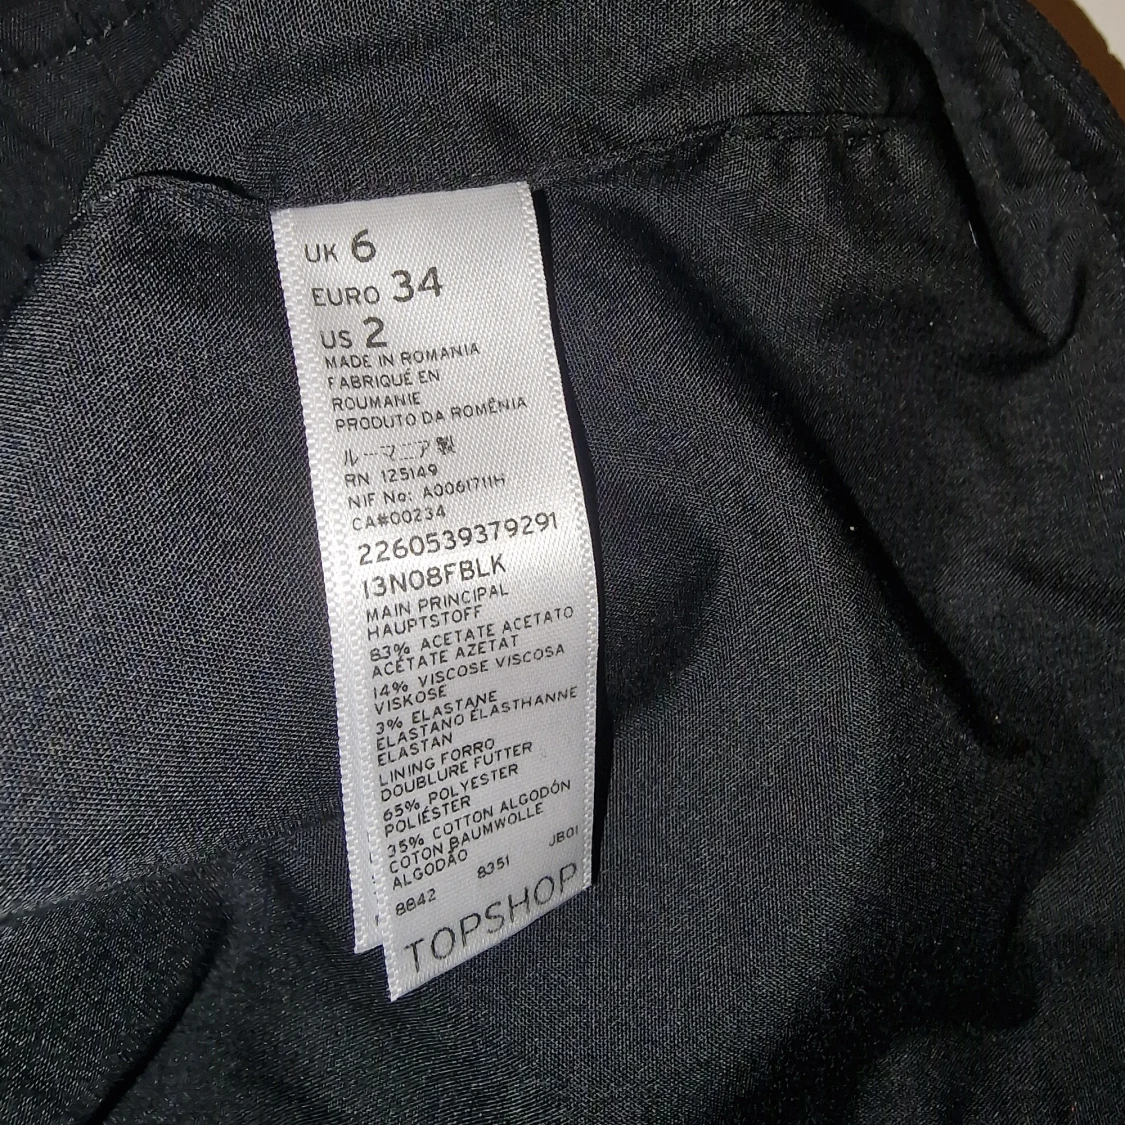 UK 6
EURO 34
US 2
MADE IN ROMANIA
FABRIQUÉ EN
ROUMANIE
PRODUTO DA ROMÊNIA
ルーマニア製
RN 125149
NIF No: A0061711H
CA#00234
2260539379291
13N08FBLK
MAIN PRINCIPAL
HAUPTSTOFF
83% ACETATE ACETATO
ACÉTATE AZETAT
14% VISCOSE VISCOSA
VISKOSE
3% ELASTANE
ELASTANO ÉLASTHANNE
ELASTAN
LINING FORRO
DOUBLURE FUTTER
65% POLYESTER
POLIÉSTER
35% COTTON ALGODÓN
COTON BAUMWOLLE
ALGODÃO
8842 8351 JB01
TOPSHOP